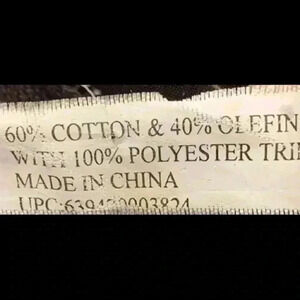 60% COTTON & 40% OLEFIN
WITH 100% POLYESTER TRI
MADE IN CHINA